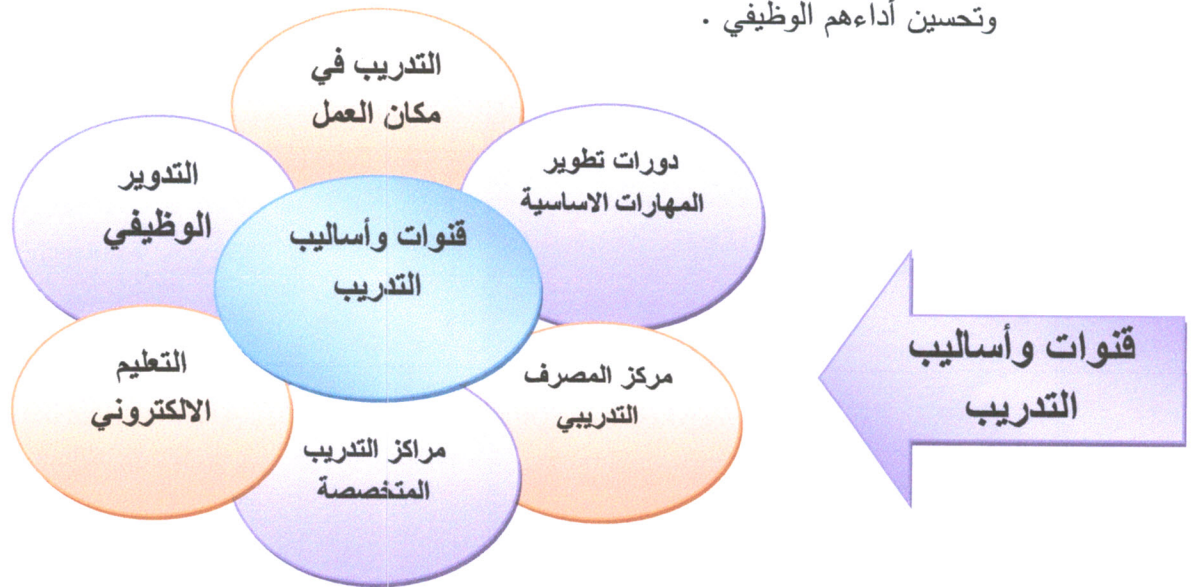 وتحسين أداءهم الوظيفي .
التدريب في
مكان العمل
دورات تطوير
المهارات الاساسية
التدوير
الوظيفي
قنوات وأساليب
التدريب
قنوات وأساليب
التدريب
مركز المصرف
التدريبي
التعليم
الالكتروني
مراكز التدريب
المتخصصة